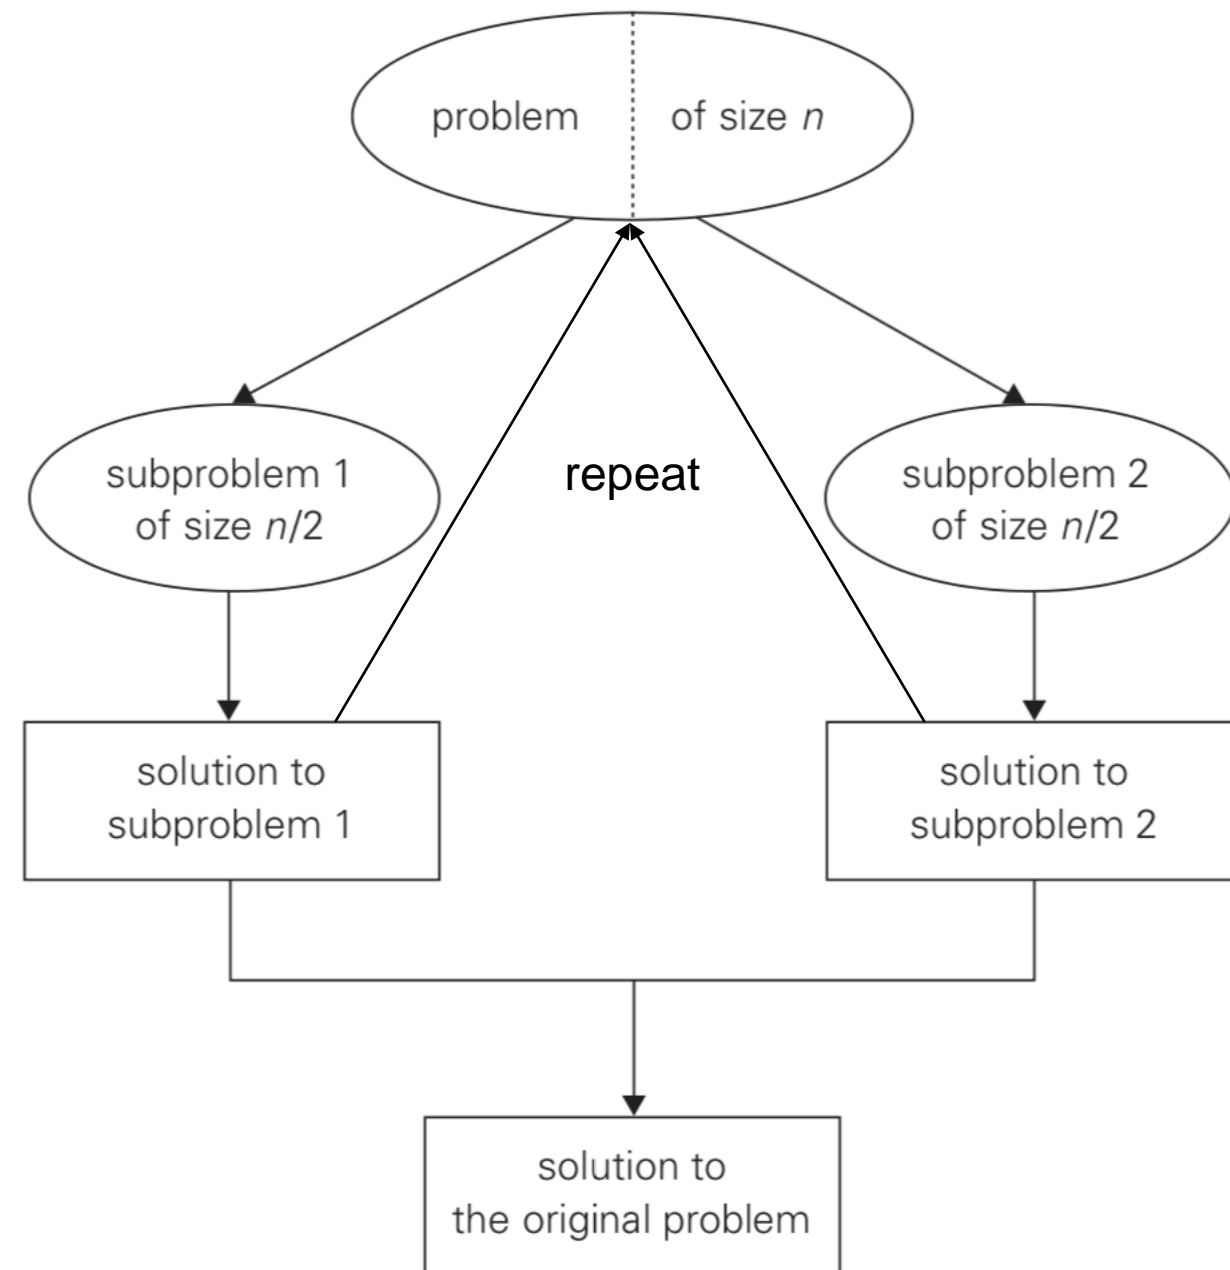 problem of size n
subproblem 1
of size n/2
repeat
subproblem 2
of size n/2
solution to
subproblem 1
solution to
subproblem 2
solution to
the original problem